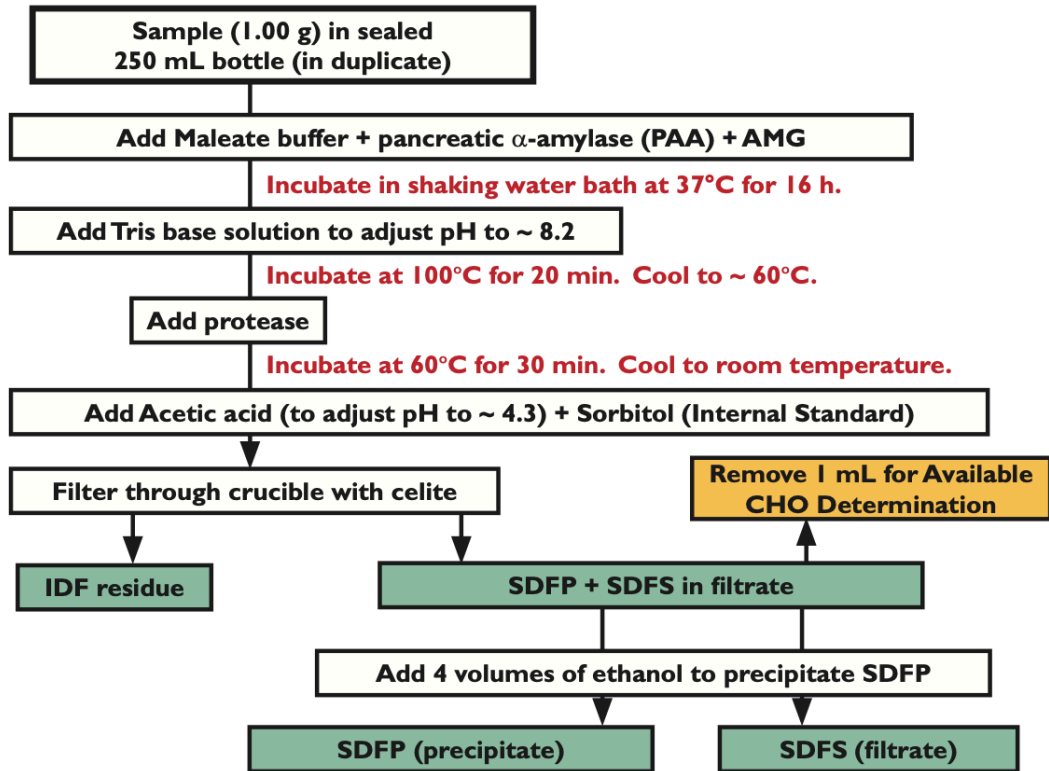 Sample (1.00 g) in sealed
250 mL bottle (in duplicate)
Add Maleate buffer + pancreatic α-amylase (PAA) + AMG
Incubate in shaking water bath at 37°C for 16 h.
Add Tris base solution to adjust pH to ~ 8.2
Incubate at 100°C for 20 min. Cool to ~ 60°C.
Add protease
Incubate at 60°C for 30 min. Cool to room temperature.
Add Acetic acid (to adjust pH to ~ 4.3) + Sorbitol (Internal Standard)
Filter through crucible with celite
Remove 1 mL for Available
CHO Determination
IDF residue
SDFP + SDFS in filtrate
Add 4 volumes of ethanol to precipitate SDFP
SDFP (precipitate)
SDFS (filtrate)